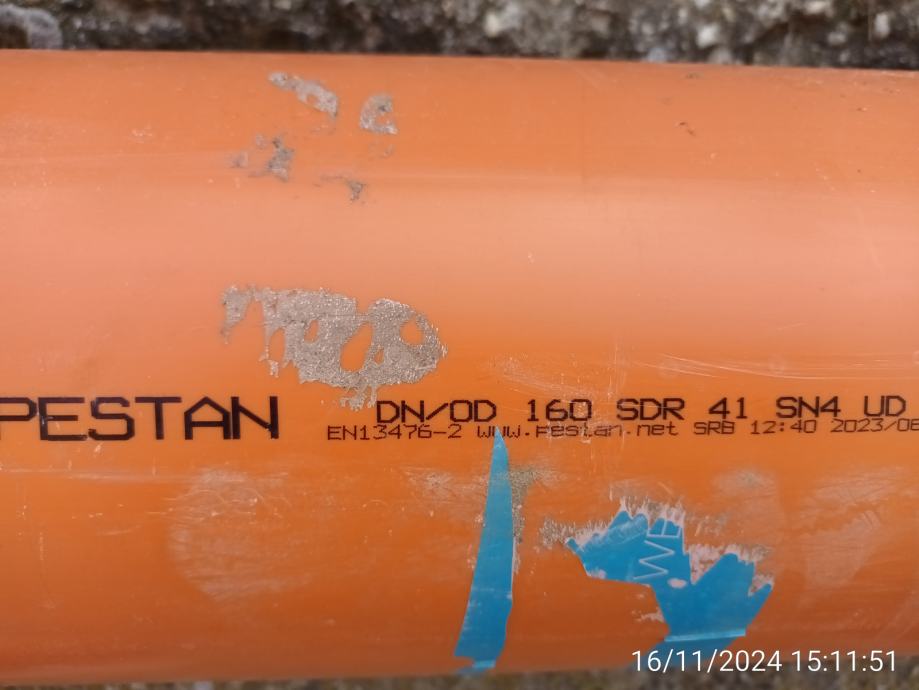 PESTAN DN/OD 160 SDR 41 SN4 UD
EN13476-2 www.Pestan.net SRB 12:40 2023/08
WE
16/11/2024 15:11:51